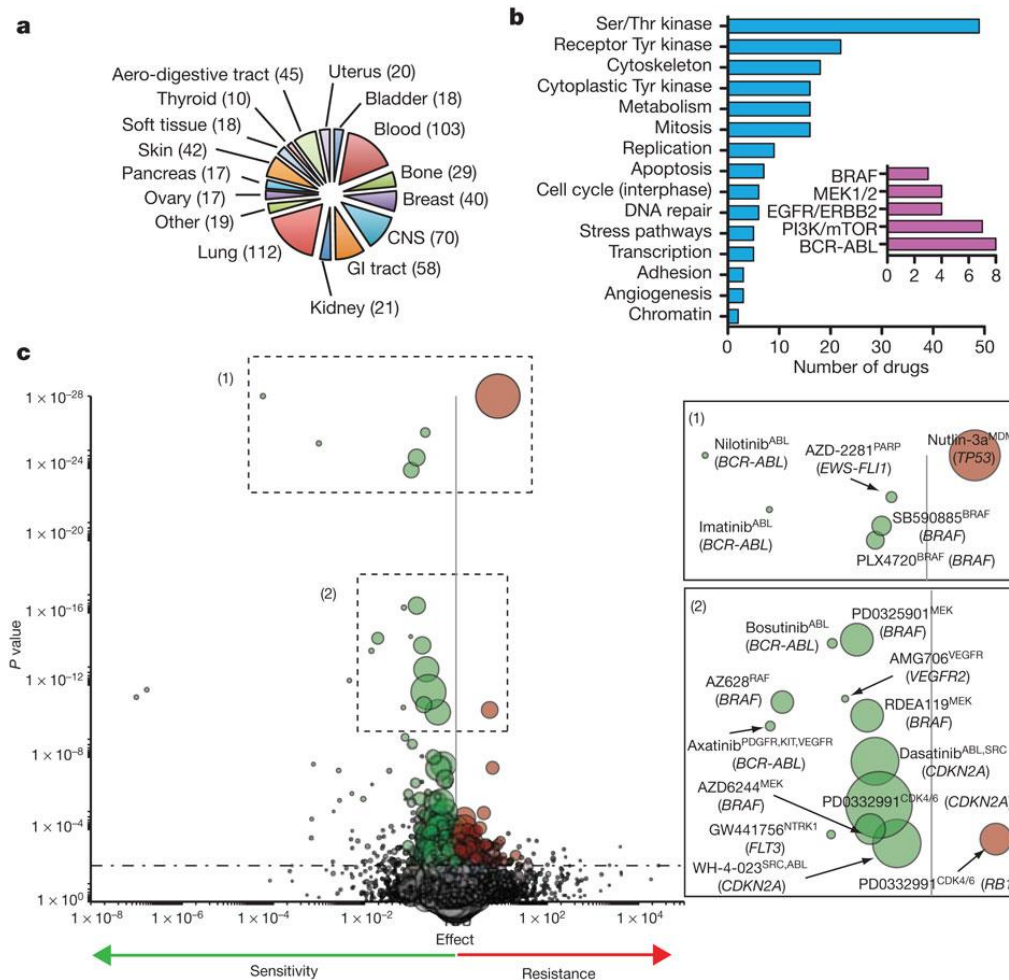 a
Aero-digestive tract (45)
Uterus (20)
Thyroid (10)
Bladder (18)
Soft tissue (18)
Blood (103)
Skin (42)
Pancreas (17)
Bone (29)
Ovary (17)
Breast (40)
Other (19)
CNS (70)
Lung (112)
GI tract (58)
Kidney (21)
b
Ser/Thr kinase
Receptor Tyr kinase
Cytoskeleton
Cytoplastic Tyr kinase
Metabolism
Mitosis
Replication
Apoptosis
Cell cycle (interphase)
DNA repair
Stress pathways
Transcription
Adhesion
Angiogenesis
Chromatin
0 10 20 30 40 50
Number of drugs
BRAF
MEK1/2
EGFR/ERBB2
PI3K/mTOR
BCR-ABL
0 2 4 6 8
c
P value
1 × 10⁻²⁸
1 × 10⁻²⁴
1 × 10⁻²⁰
1 × 10⁻¹⁶
1 × 10⁻¹²
1 × 10⁻⁸
1 × 10⁻⁴
1 × 10⁰
(1)
(2)
1 × 10⁻⁸ 1 × 10⁻⁶ 1 × 10⁻⁴ 1 × 10⁻² 1 × 10² 1 × 10⁴
Effect
Sensitivity
Resistance
(1)
Nilotinib^ABL
(BCR-ABL)
AZD-2281^PARP
(EWS-FLI1)
Nutlin-3a
(TP53)
Imatinib^ABL
(BCR-ABL)
SB590885^BRAF
(BRAF)
PLX4720^BRAF (BRAF)
(2)
Bosutinib^ABL
(BCR-ABL)
PD0325901^MEK
(BRAF)
AMG706^VEGFR
(VEGFR2)
AZ628^RAF
(BRAF)
RDEA119^MEK
(BRAF)
Axatinib^PDGFR,KIT,VEGFR
(BCR-ABL)
Dasatinib^ABL,SRC
(CDKN2A)
AZD6244^MEK
(BRAF)
PD0332991^CDK4/6 (CDKN2A)
GW441756^NTRK1
(FLT3)
WH-4-023^SRC,ABL
(CDKN2A)
PD0332991^CDK4/6 (RB1